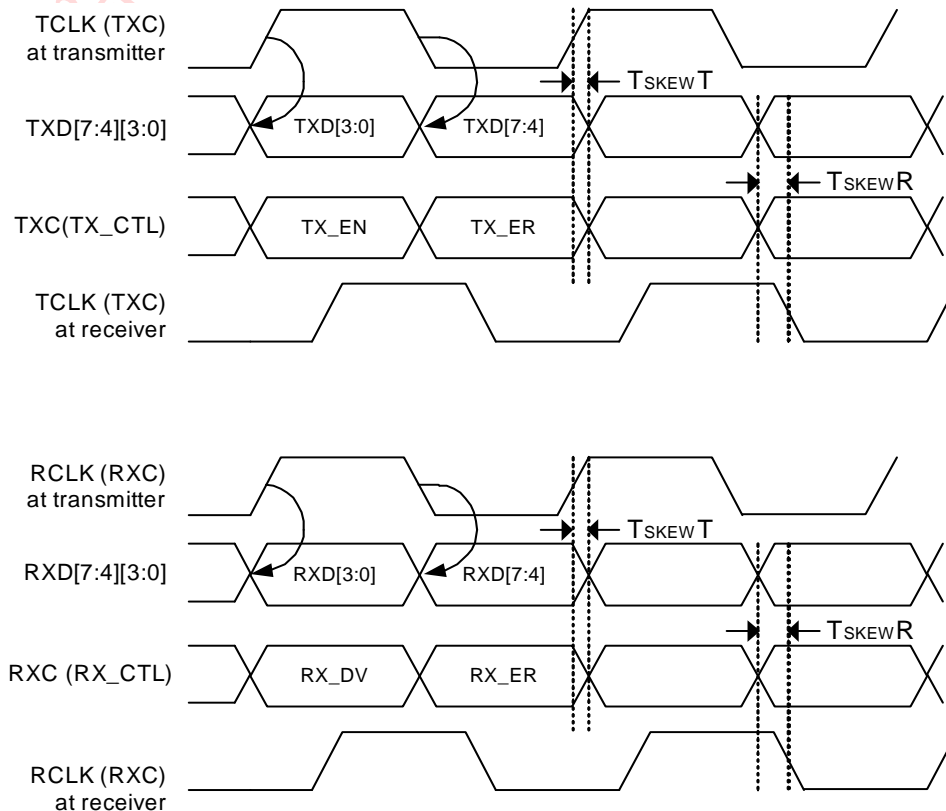 TCLK (TXC)
at transmitter
TSKEWT
TXD[7:4][3:0]
TXD[3:0]
TXD[7:4]
TSKEWR
TXC(TX_CTL)
TX_EN
TX_ER
TCLK (TXC)
at receiver
RCLK (RXC)
at transmitter
TSKEWT
RXD[7:4][3:0]
RXD[3:0]
RXD[7:4]
TSKEWR
RXC (RX_CTL)
RX_DV
RX_ER
RCLK (RXC)
at receiver